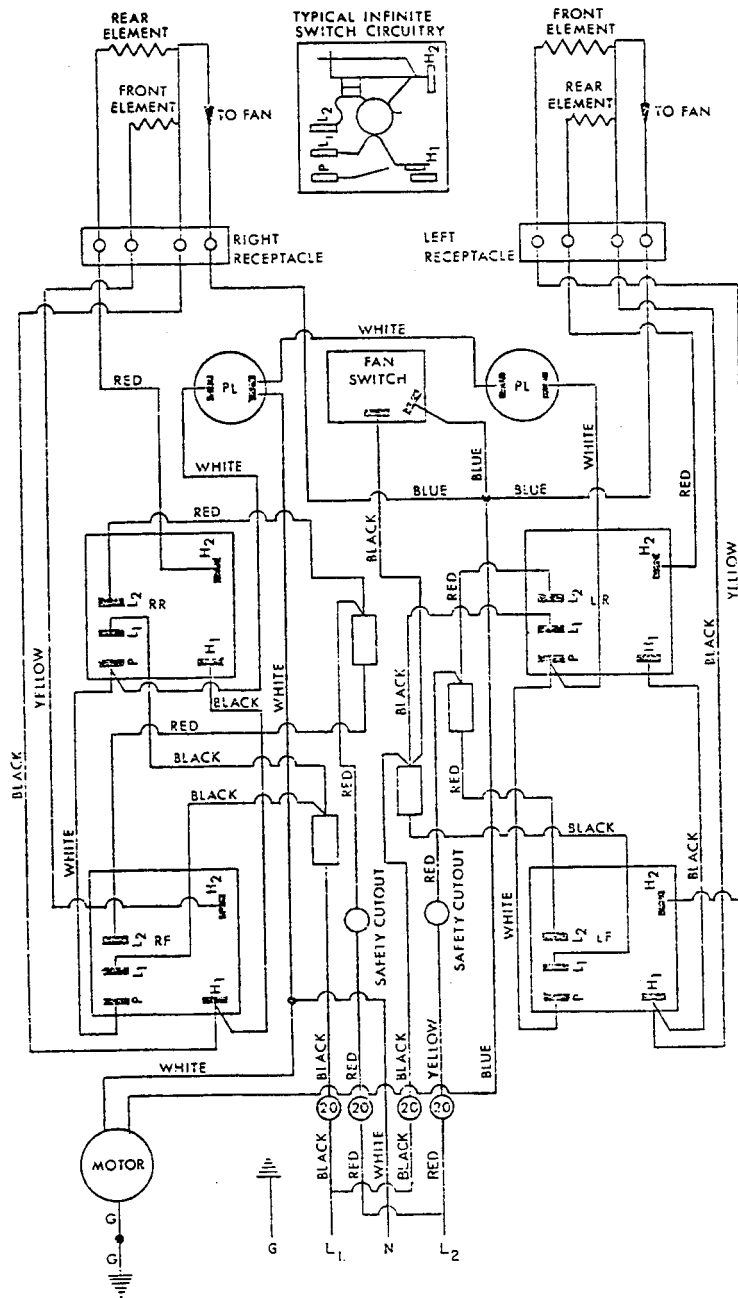 REAR
ELEMENT
FRONT
ELEMENT
TO FAN
TYPICAL INFINITE
SWITCH CIRCUITRY
H2
L2
L1
P
H1
FRONT
ELEMENT
REAR
ELEMENT
TO FAN
RIGHT
RECEPTACLE
LEFT
RECEPTACLE
WHITE
RED
PL
FAN
SWITCH
PL
WHITE
BLUE
WHITE
BLUE
BLUE
RED
RED
BLACK
YELLOW
H2
L2
RR
L1
P
H1
RED
H2
L2
LR
L1
P
H1
BLACK
YELLOW
BLACK
WHITE
BLACK
RED
BLACK
BLACK
RED
RED
BLACK
WHITE
RED
BLACK
BLACK
H2
L2
RF
L1
P
H1
SAFETY CUTOUT
SAFETY CUTOUT
WHITE
H2
L2
LF
L1
P
H1
WHITE
BLACK
RED
BLACK
YELLOW
BLUE
20
20
20
20
MOTOR
BLACK
RED
WHITE
BLACK
RED
G
G
G
L1.
N
L2